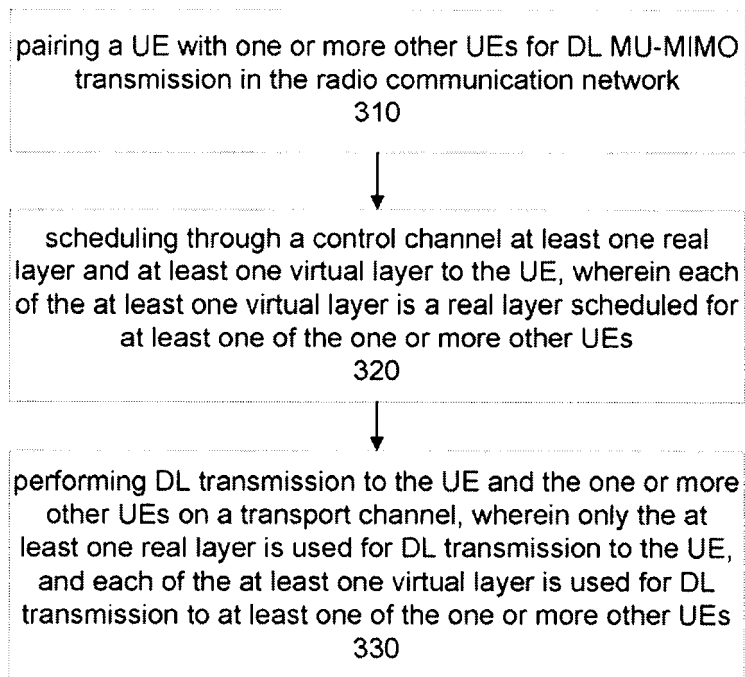 pairing a UE with one or more other UEs for DL MU-MIMO
transmission in the radio communication network
310
scheduling through a control channel at least one real
layer and at least one virtual layer to the UE, wherein each
of the at least one virtual layer is a real layer scheduled for
at least one of the one or more other UEs
320
performing DL transmission to the UE and the one or more
other UEs on a transport channel, wherein only the at
least one real layer is used for DL transmission to the UE,
and each of the at least one virtual layer is used for DL
transmission to at least one of the one or more other UEs
330